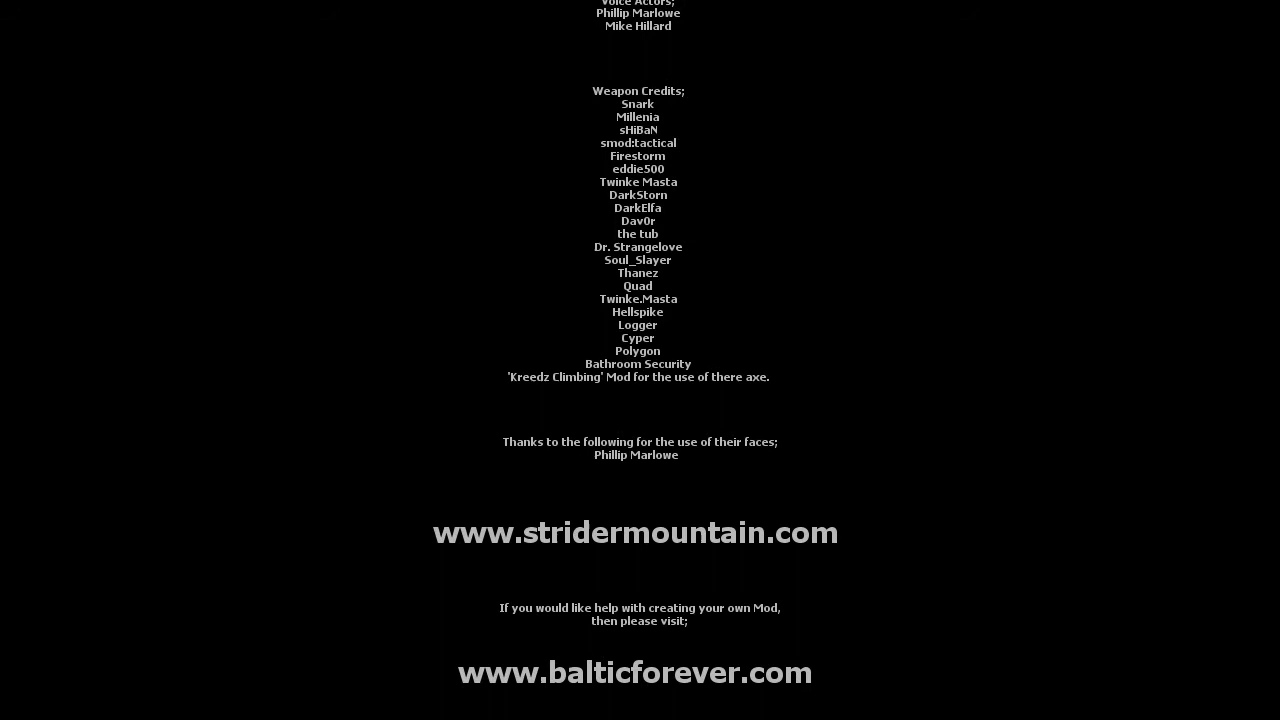 Voice Actors;
Phillip Marlowe
Mike Hillard
Weapon Credits;
Snark
Millenia
sHiBaN
smod:tactical
Firestorm
eddie500
Twinke Masta
DarkStorn
DarkElfa
Dav0r
the tub
Dr. Strangelove
Soul_Slayer
Thanez
Quad
Twinke.Masta
Hellspike
Logger
Cyper
Polygon
Bathroom Security
'Kreedz Climbing' Mod for the use of there axe.
Thanks to the following for the use of their faces;
Phillip Marlowe
www.stridermountain.com
If you would like help with creating your own Mod,
then please visit;
www.balticforever.com